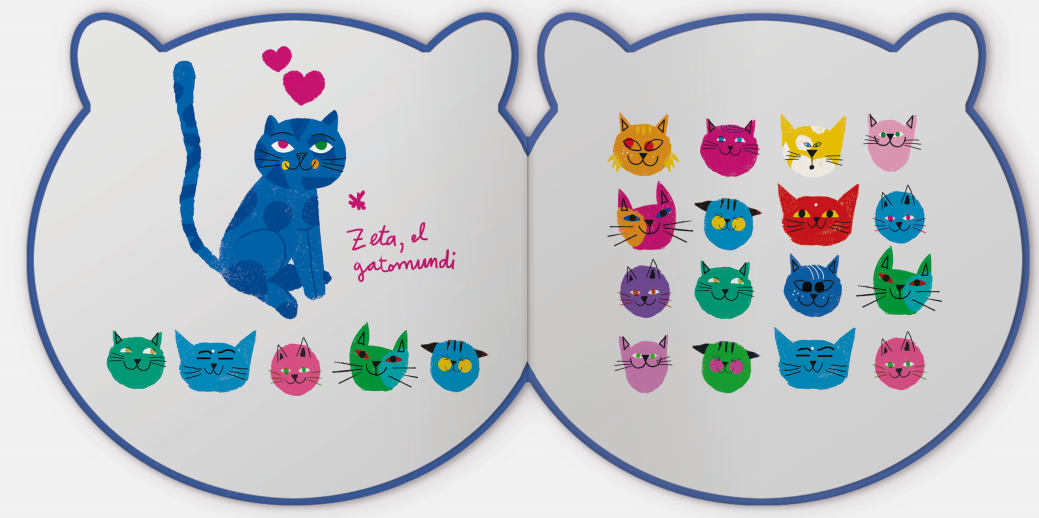 Zeta, el
gatomundi